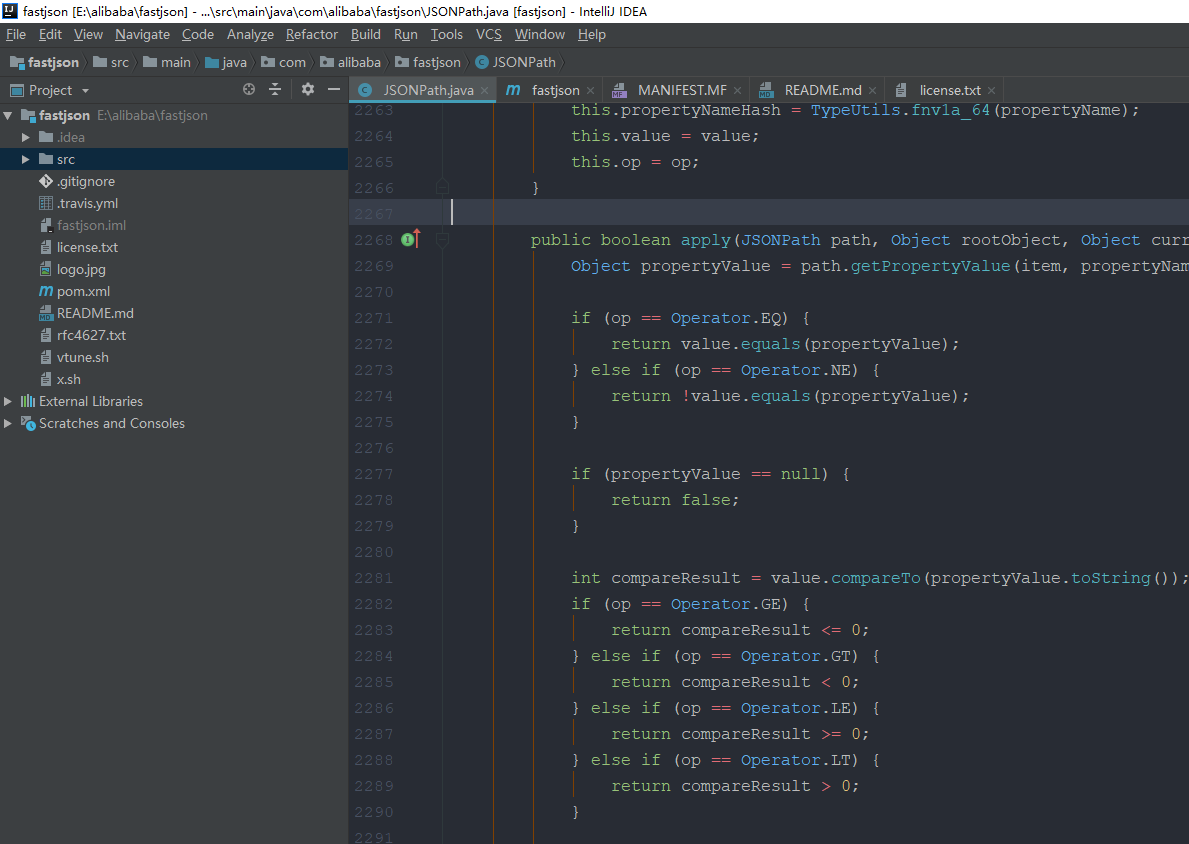 fastjson [E:\alibaba\fastjson] - ...\src\main\java\com\alibaba\fastjson\JSONPath.java [fastjson] - IntelliJ IDEA
File Edit View Navigate Code Analyze Refactor Build Run Tools VCS Window Help
fastjson src main java com alibaba fastjson JSONPath
Project
JSONPath.java fastjson MANIFEST.MF README.md license.txt
fastjson E:\alibaba\fastjson
.idea
src
.gitignore
.travis.yml
fastjson.iml
license.txt
logo.jpg
pom.xml
README.md
rfc4627.txt
vtune.sh
x.sh
External Libraries
Scratches and Consoles
2263 this.propertyNameHash = TypeUtils.fnv1a_64(propertyName);
2264 this.value = value;
2265 this.op = op;
2266 }
2267
2268 public boolean apply(JSONPath path, Object rootObject, Object curr
2269 Object propertyValue = path.getPropertyValue(item, propertyNam
2270
2271 if (op == Operator.EQ) {
2272 return value.equals(propertyValue);
2273 } else if (op == Operator.NE) {
2274 return !value.equals(propertyValue);
2275 }
2276
2277 if (propertyValue == null) {
2278 return false;
2279 }
2280
2281 int compareResult = value.compareTo(propertyValue.toString());
2282 if (op == Operator.GE) {
2283 return compareResult <= 0;
2284 } else if (op == Operator.GT) {
2285 return compareResult < 0;
2286 } else if (op == Operator.LE) {
2287 return compareResult >= 0;
2288 } else if (op == Operator.LT) {
2289 return compareResult > 0;
2290 }
2291